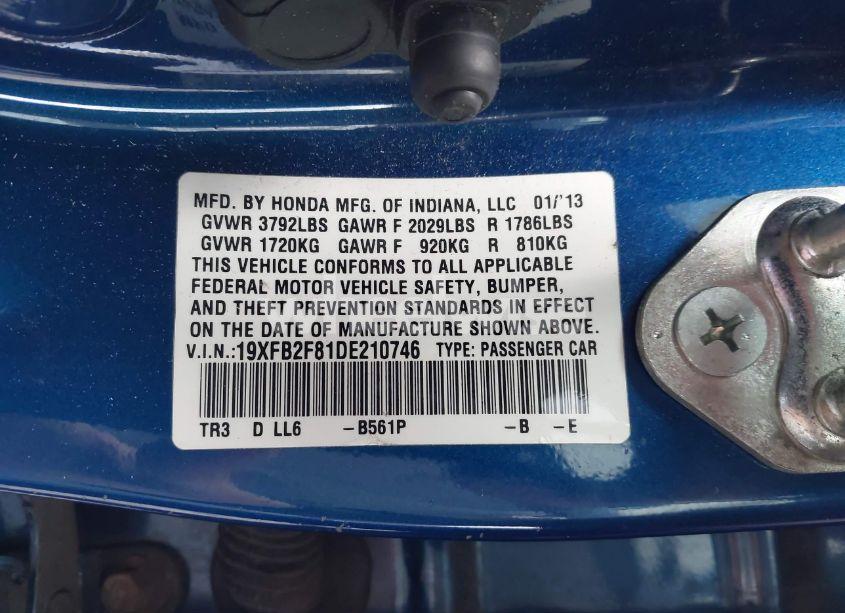 MFD. BY HONDA MFG. OF INDIANA, LLC 01/'13
GVWR 3792LBS GAWR F 2029LBS R 1786LBS
GVWR 1720KG GAWR F 920KG R 810KG
THIS VEHICLE CONFORMS TO ALL APPLICABLE
FEDERAL MOTOR VEHICLE SAFETY, BUMPER,
AND THEFT PREVENTION STANDARDS IN EFFECT
ON THE DATE OF MANUFACTURE SHOWN ABOVE.
V.I.N.:19XFB2F81DE210746 TYPE: PASSENGER CAR
TR3 D LL6 -B561P -B -E